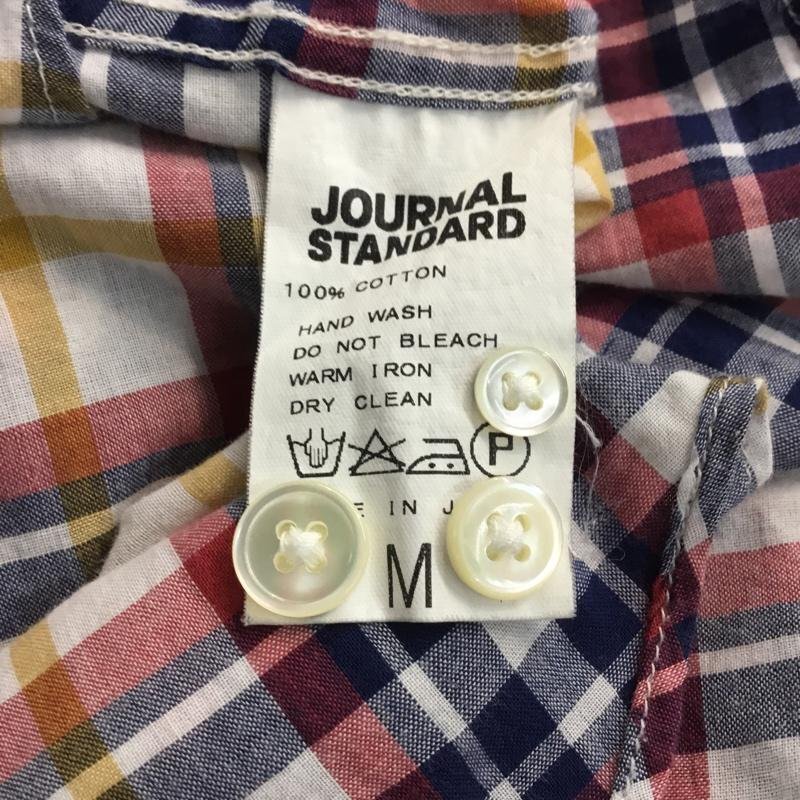 JOURNAL
STANDARD
100% COTTON
HAND WASH
DO NOT BLEACH
WARM IRON
DRY CLEAN
P
IN
M